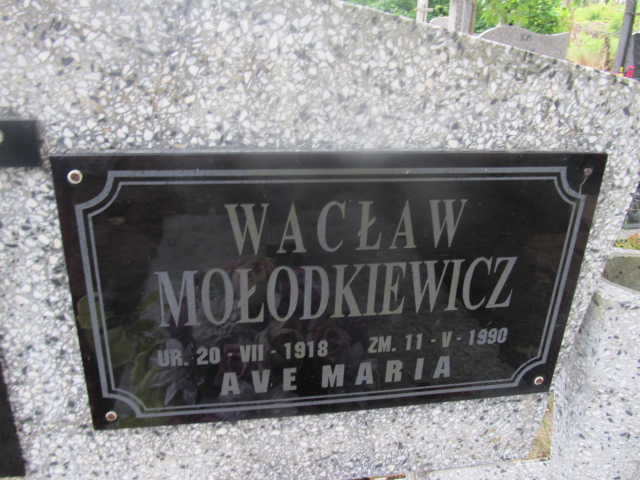 WACŁAW
MOŁODKIEWICZ
UR. 20-VII-1918 ZM. 11-V-1990
AVE MARIA